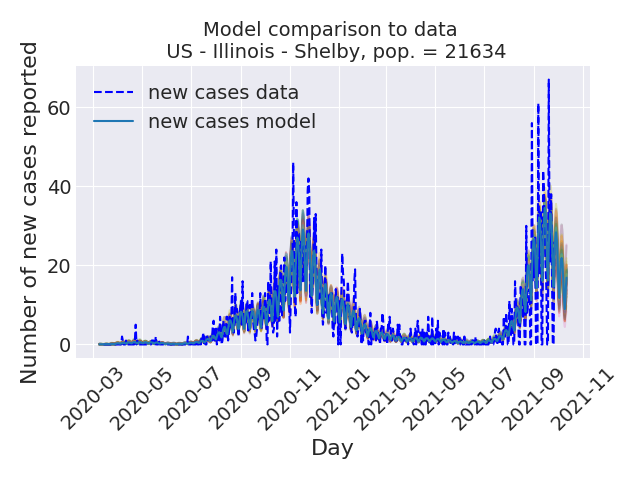 Model comparison to data
US - Illinois - Shelby, pop. = 21634
new cases data
new cases model
Number of new cases reported
60
40
20
0
2020-03
2020-05
2020-07
2020-09
2020-11
2021-01
2021-03
2021-05
2021-07
2021-09
2021-11
Day